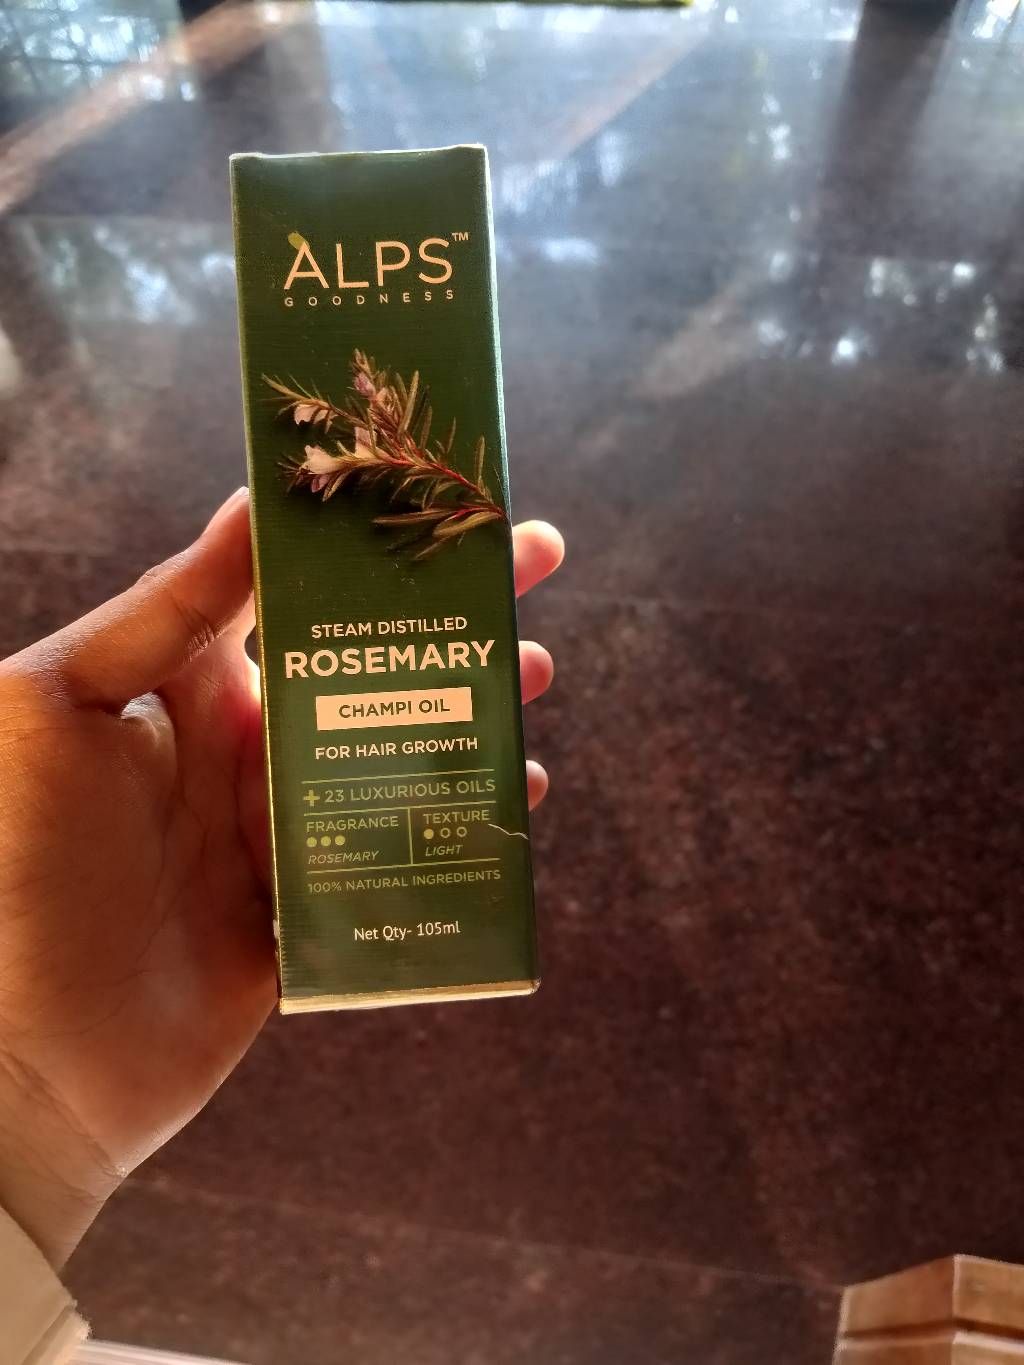 ALPS™
GOODNESS
STEAM DISTILLED
ROSEMARY
CHAMPI OIL
FOR HAIR GROWTH
+ 23 LUXURIOUS OILS
FRAGRANCE TEXTURE
ROSEMARY LIGHT
100% NATURAL INGREDIENTS
Net Qty- 105ml